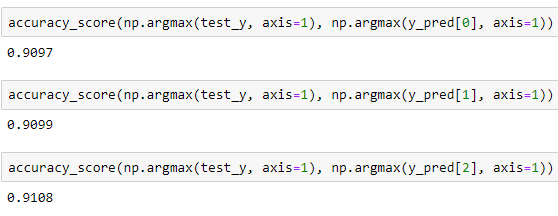 accuracy_score(np.argmax(test_y, axis=1), np.argmax(y_pred[0], axis=1))
0.9097
accuracy_score(np.argmax(test_y, axis=1), np.argmax(y_pred[1], axis=1))
0.9099
accuracy_score(np.argmax(test_y, axis=1), np.argmax(y_pred[2], axis=1))
0.9108